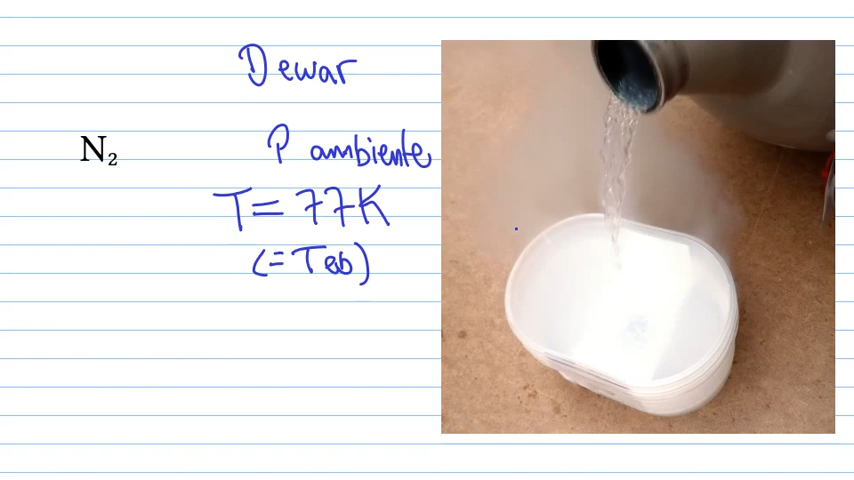 Dewar
N₂
P ambiente
T = 77K
(= Teb)